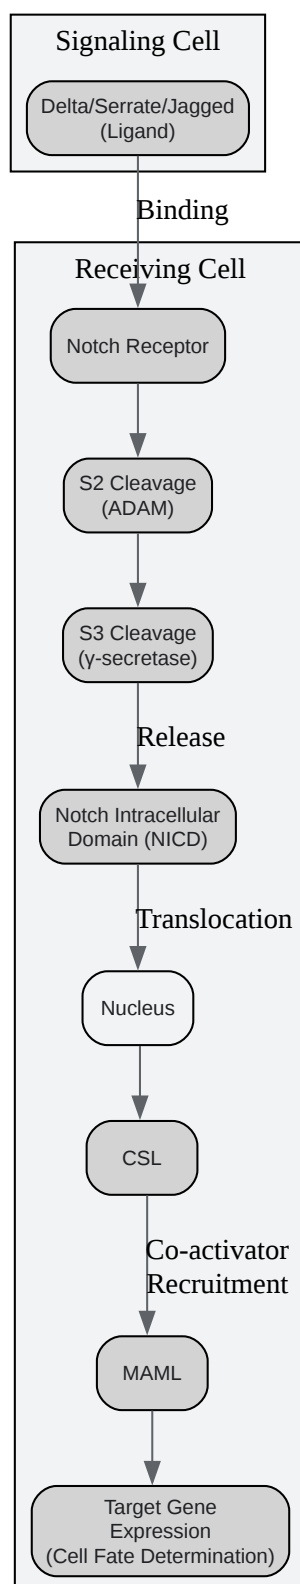 Signaling Cell
Delta/Serrate/Jagged
(Ligand)
Binding
Receiving Cell
Notch Receptor
S2 Cleavage
(ADAM)
S3 Cleavage
(γ-secretase)
Release
Notch Intracellular
Domain (NICD)
Translocation
Nucleus
CSL
Co-activator
Recruitment
MAML
Target Gene
Expression
(Cell Fate Determination)